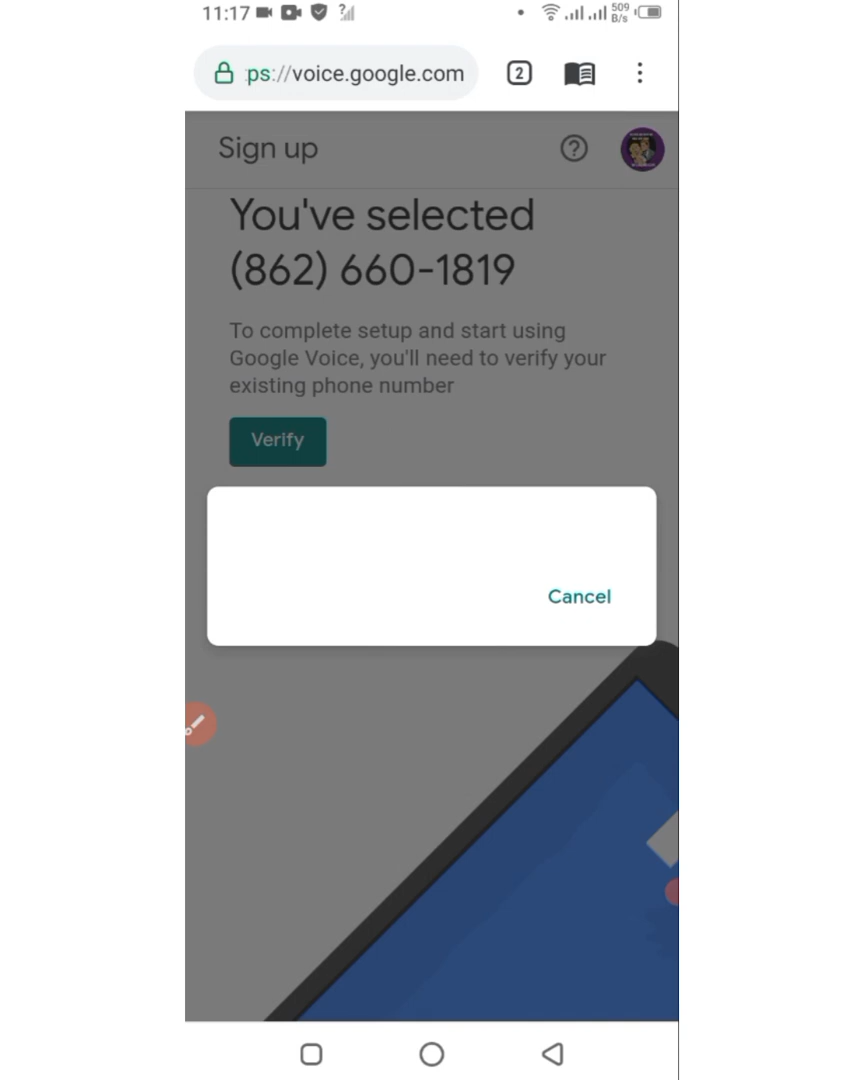 11:17 509 B/s
ps://voice.google.com 2
Sign up
You've selected
(862) 660-1819
To complete setup and start using
Google Voice, you'll need to verify your
existing phone number
Verify
Cancel